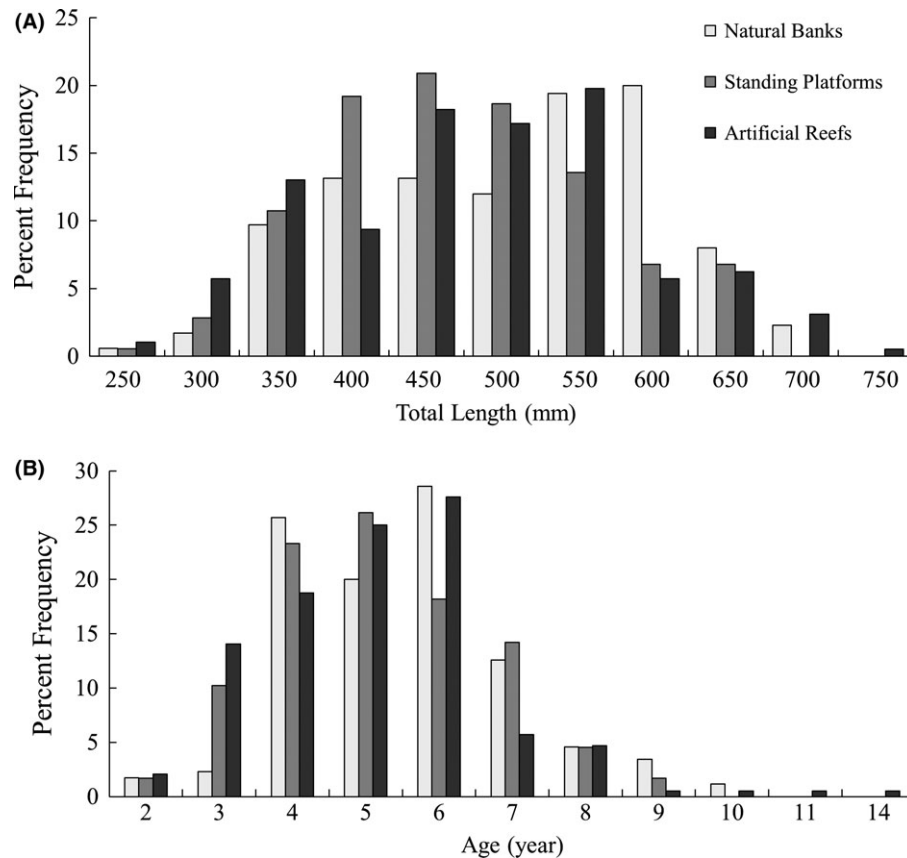 (A)
Natural Banks
Standing Platforms
Artificial Reefs
Percent Frequency
25
20
15
10
5
0
250 300 350 400 450 500 550 600 650 700 750
Total Length (mm)
(B)
Percent Frequency
30
25
20
15
10
5
0
2 3 4 5 6 7 8 9 10 11 14
Age (year)